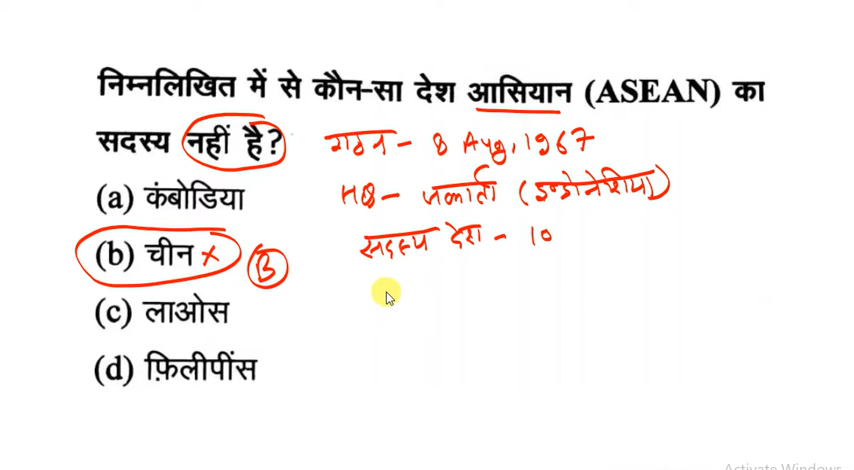 निम्नलिखित में से कौन-सा देश आसियान (ASEAN) का
सदस्य नहीं है? गठन - 8 Aug, 1967
(a) कंबोडिया HQ - जकार्ता (इण्डोनेशिया)
(b) चीन x B सदस्य देश - 10
(c) लाओस
(d) फ़िलीपींस
Activate Windows